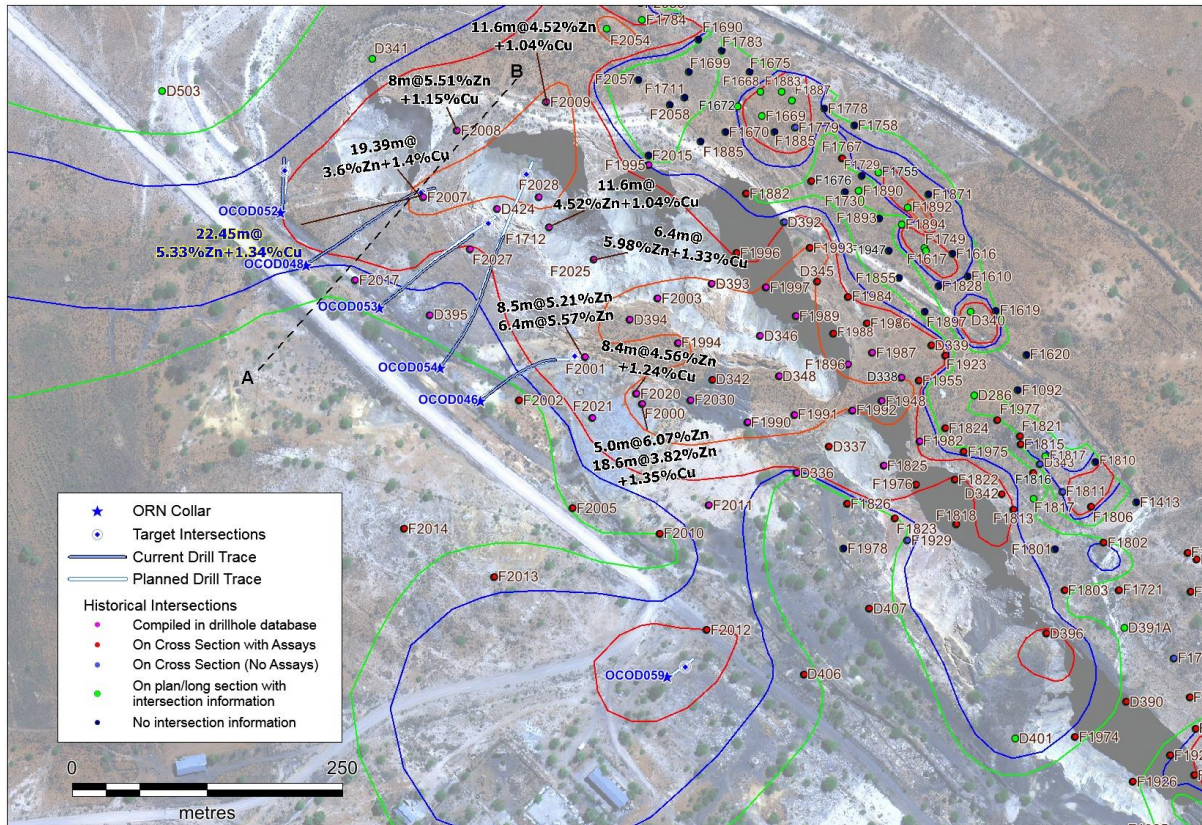 F1784
F1690
11.6m@4.52%Zn
+1.04%Cu
F2054
F1783
D341
B
F1699
F1675
8m@5.51%Zn
+1.15%Cu
F2057
F1668
F1883
D503
F1711
F1887
F2009
F2058
F1672
F1669
F1778
F2008
F1670
F1779
F1758
19.39m@
3.6%Zn+1.4%Cu
F1885
F1885
F2015
F1767
F1995
F1729
F1755
F1676
11.6m@
4.52%Zn+1.04%Cu
F2007
F2028
F1882
F1730
F1890
F1871
OCOD052
D424
F1892
D392
F1893
F1894
22.45m@
5.33%Zn+1.34%Cu
F1712
6.4m@
5.98%Zn+1.33%Cu
F2027
F1996
F1993
F1947
F1749
F1617
F1616
OCOD048
F2025
F2017
D393
D345
F1855
F1610
F1997
F1828
OCOD053
8.5m@5.21%Zn
6.4m@5.57%Zn
F2003
F1984
D395
D394
F1989
F1986
F1897
D340
F1619
F1988
F1994
D346
D339
8.4m@4.56%Zn
+1.24%Cu
F1987
F1923
F1620
A
OCOD054
F2001
F1896
D348
D338
F1955
D342
F1092
OCOD046
F2002
F2020
F2000
F2030
F1948
D286
F2021
F1991
F1992
F1977
F1990
F1824
F1821
5.0m@6.07%Zn
18.6m@3.82%Zn
+1.35%Cu
D337
F1982
F1815
F1975
F1817
F1825
D343
F1810
D336
F1976
F1822
F1816
D342
F1811
ORN Collar
F2005
F2011
F1826
F1817
F1413
F1813
F1806
Target Intersections
F2014
F2010
F1823
F1818
F1929
Current Drill Trace
F1978
F1801
F1802
Planned Drill Trace
F2013
F1803
F1721
Historical Intersections
Compiled in drillhole database
D407
On Cross Section with Assays
F2012
D396
D391A
On Cross Section (No Assays)
OCOD059
D406
On plan/long section with
intersection information
D390
No intersection information
D401
F1974
0
250
F1926
metres